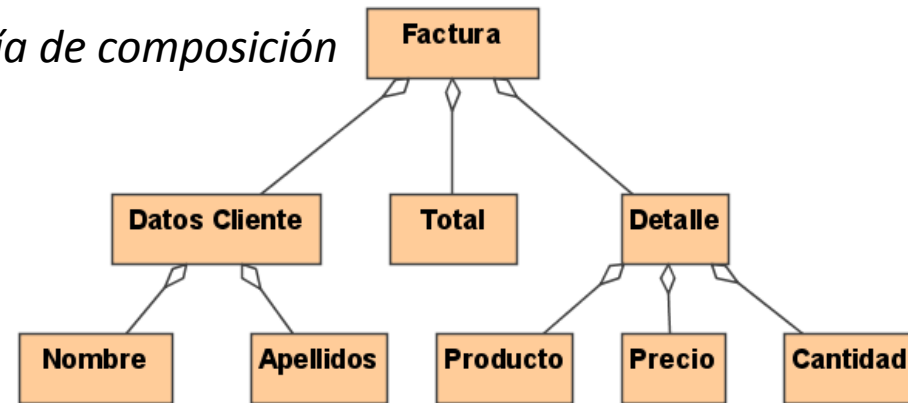 ía de composición
Factura
Datos Cliente
Total
Detalle
Nombre
Apellidos
Producto
Precio
Cantidad